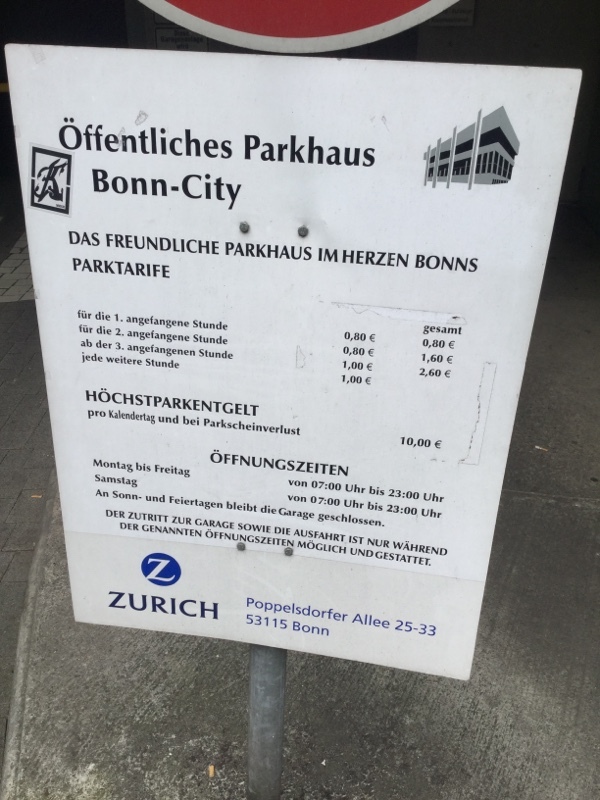 Öffentliches Parkhaus
Bonn-City
DAS FREUNDLICHE PARKHAUS IM HERZEN BONNS
PARKTARIFE
gesamt
für die 1. angefangene Stunde 0,80 € 0,80 €
für die 2. angefangene Stunde 0,80 € 1,60 €
ab der 3. angefangenen Stunde 1,00 € 2,60 €
jede weitere Stunde 1,00 €
HÖCHSTPARKENTGELT
pro Kalendertag und bei Parkscheinverlust 10,00 €
ÖFFNUNGSZEITEN
Montag bis Freitag von 07:00 Uhr bis 23:00 Uhr
Samstag von 07:00 Uhr bis 23:00 Uhr
An Sonn- und Feiertagen bleibt die Garage geschlossen.
DER ZUTRITT ZUR GARAGE SOWIE DIE AUSFAHRT IST NUR WÄHREND
DER GENANNTEN ÖFFNUNGSZEITEN MÖGLICH UND GESTATTET.
Z
ZURICH
Poppelsdorfer Allee 25-33
53115 Bonn